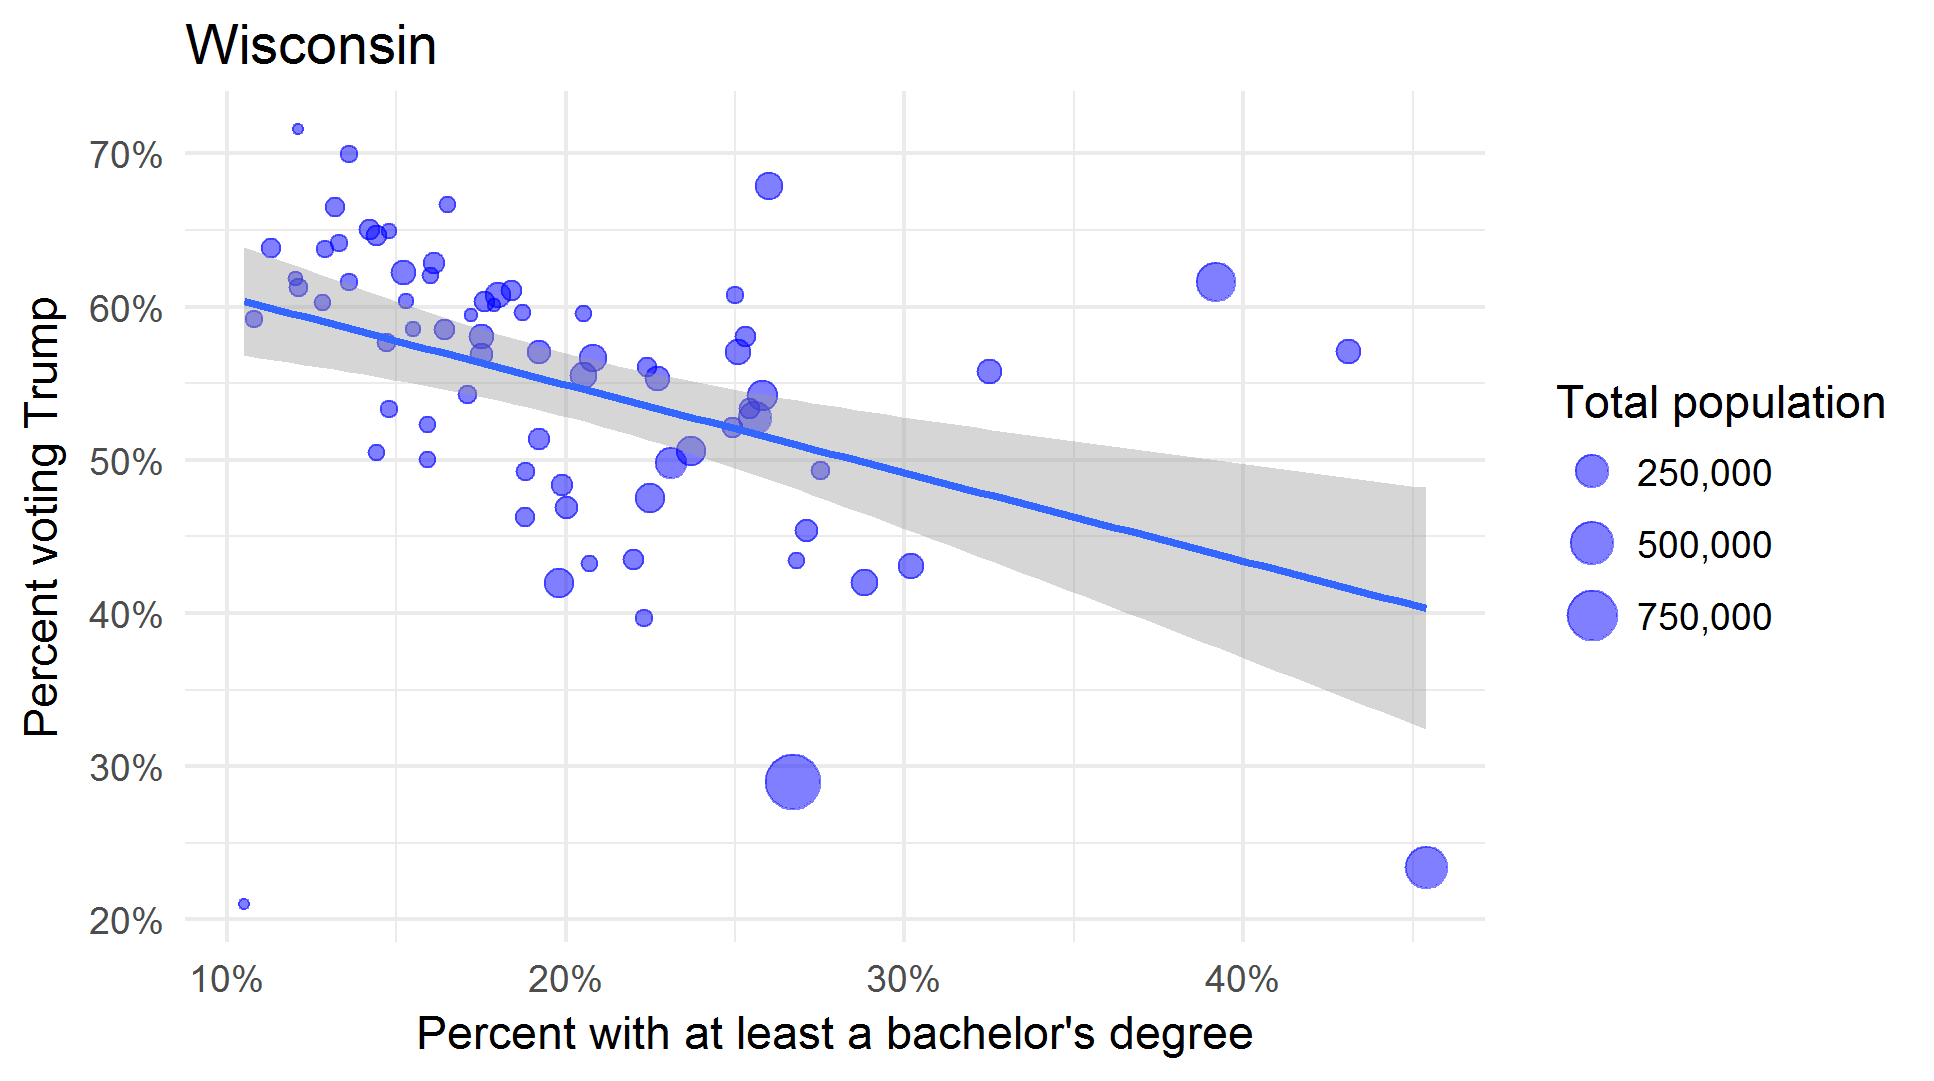 Wisconsin
70%
60%
50%
40%
30%
20%
Percent voting Trump
10% 20% 30% 40%
Percent with at least a bachelor's degree
Total population
250,000
500,000
750,000